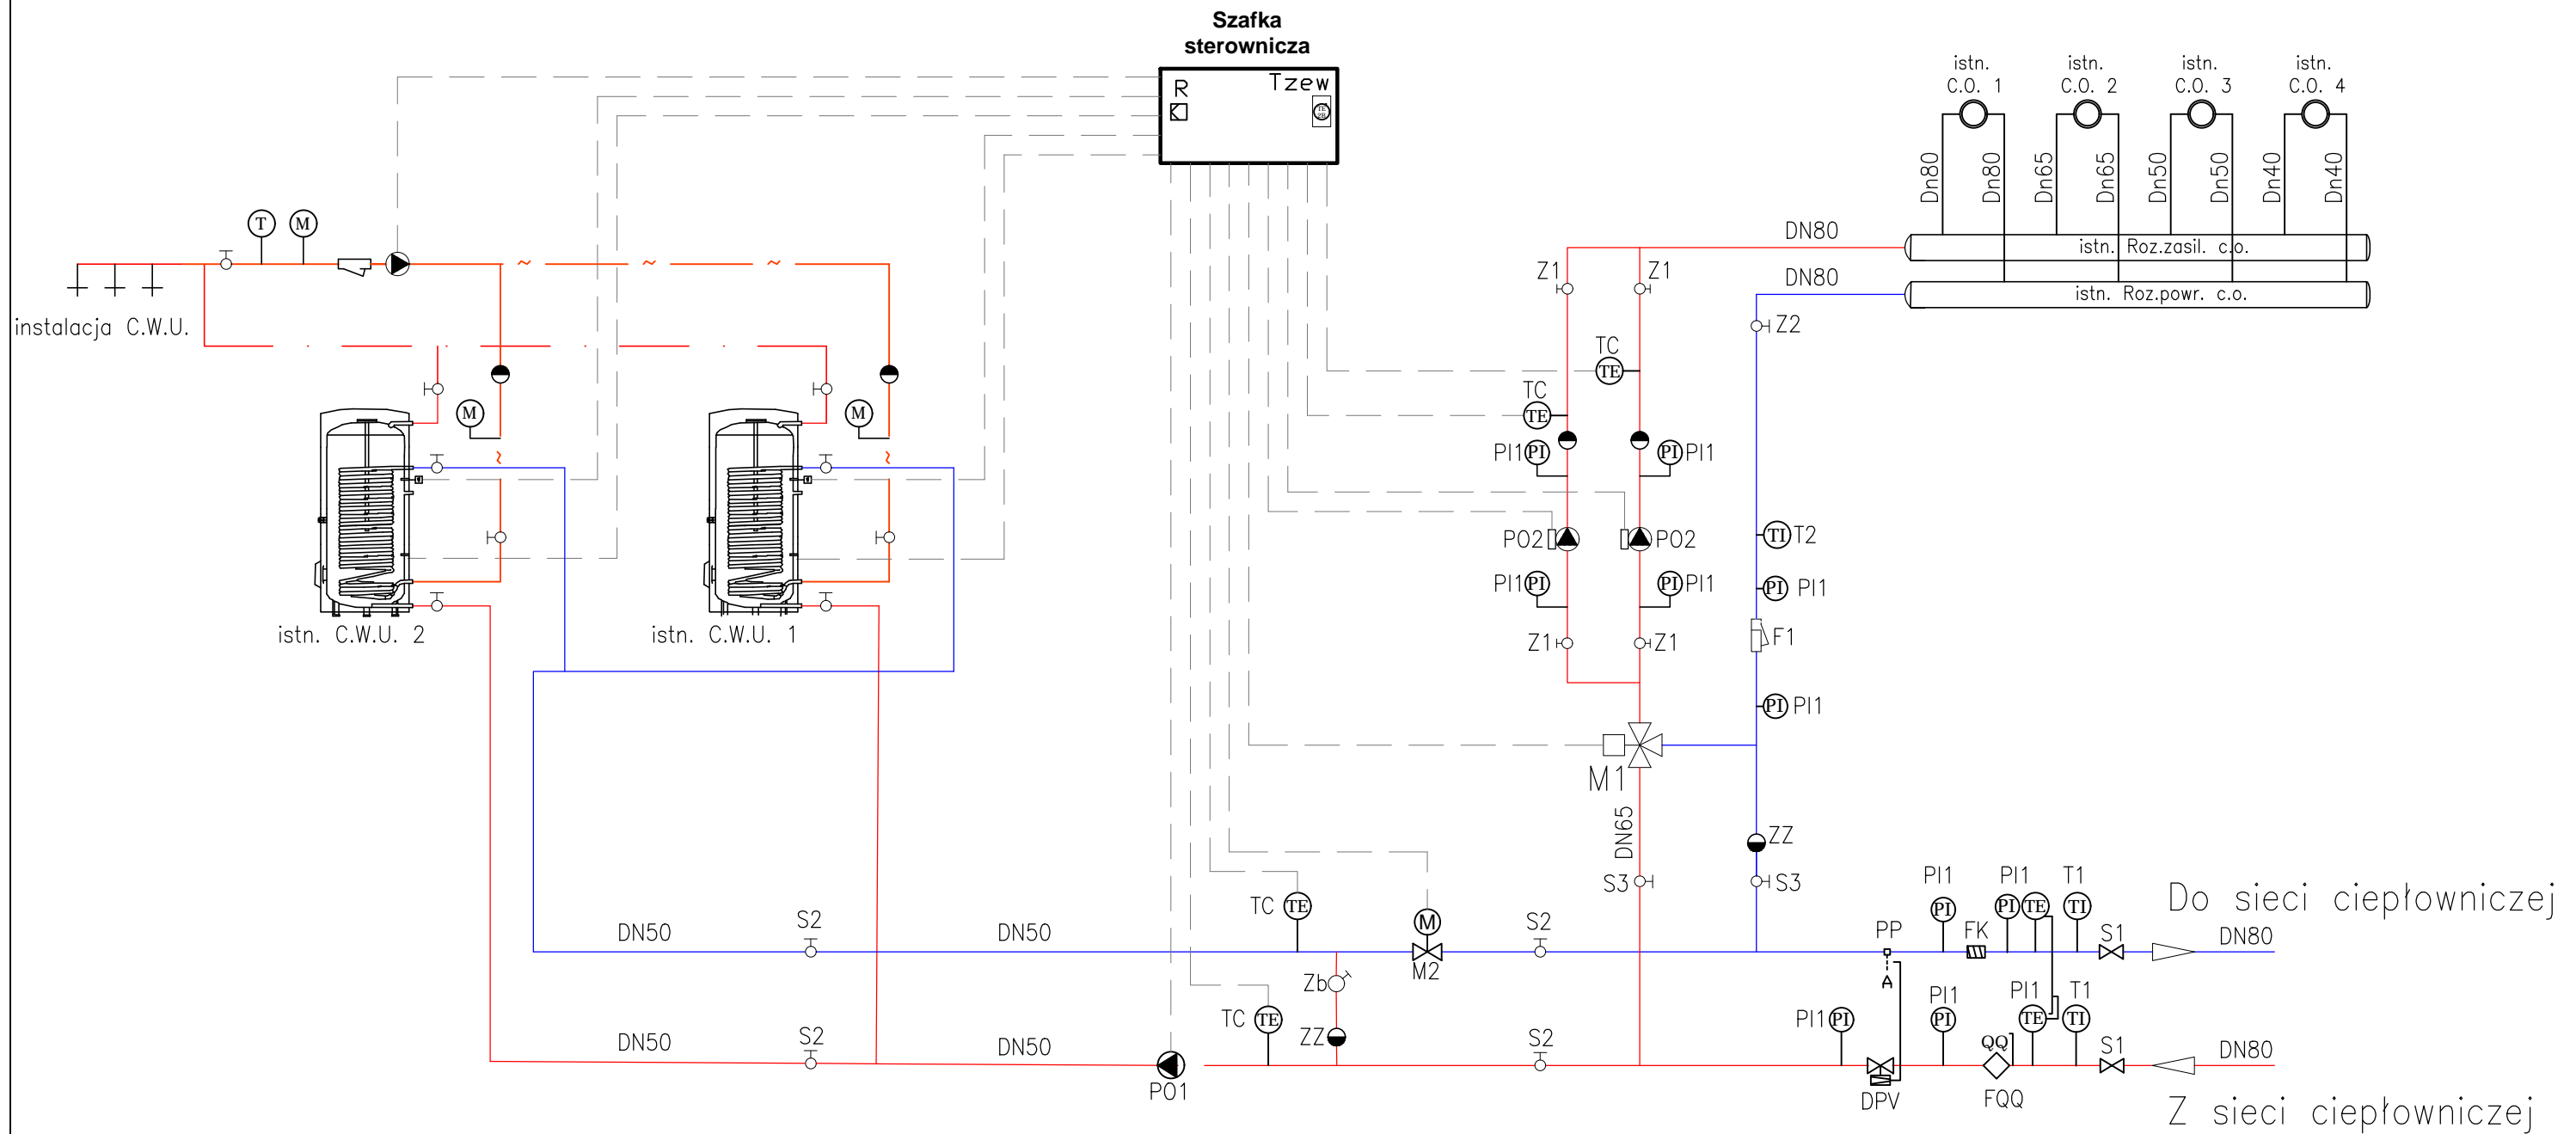 Szafka
sterownicza
R
Tzew
TE
istn.
C.O. 1
istn.
C.O. 2
istn.
C.O. 3
istn.
C.O. 4
Dn80
Dn80
Dn65
Dn65
Dn50
Dn50
Dn40
Dn40
DN80
istn. Roz.zasil. c.o.
DN80
istn. Roz.powr. c.o.
T
M
instalacja C.W.U.
Z1
Z1
Z2
TC
TE
TC
TE
M
M
PI1
PI
PI
PI1
PO2
PO2
TI
T2
PI1
PI
PI
PI1
PI
PI1
istn. C.W.U. 2
istn. C.W.U. 1
Z1
Z1
F1
PI
PI1
M1
DN65
ZZ
S3
S3
TC
TE
M
PI1
PI
PI1
PI
TE
T1
TI
Do sieci ciepłowniczej
DN50
S2
DN50
M2
S2
PP
FK
S1
DN80
Zb
A
TC
TE
ZZ
PI1
PI
PI1
PI
PI1
TE
T1
TI
DN50
S2
DN50
PO1
S2
DPV
QQ
FQQ
S1
DN80
Z sieci ciepłowniczej